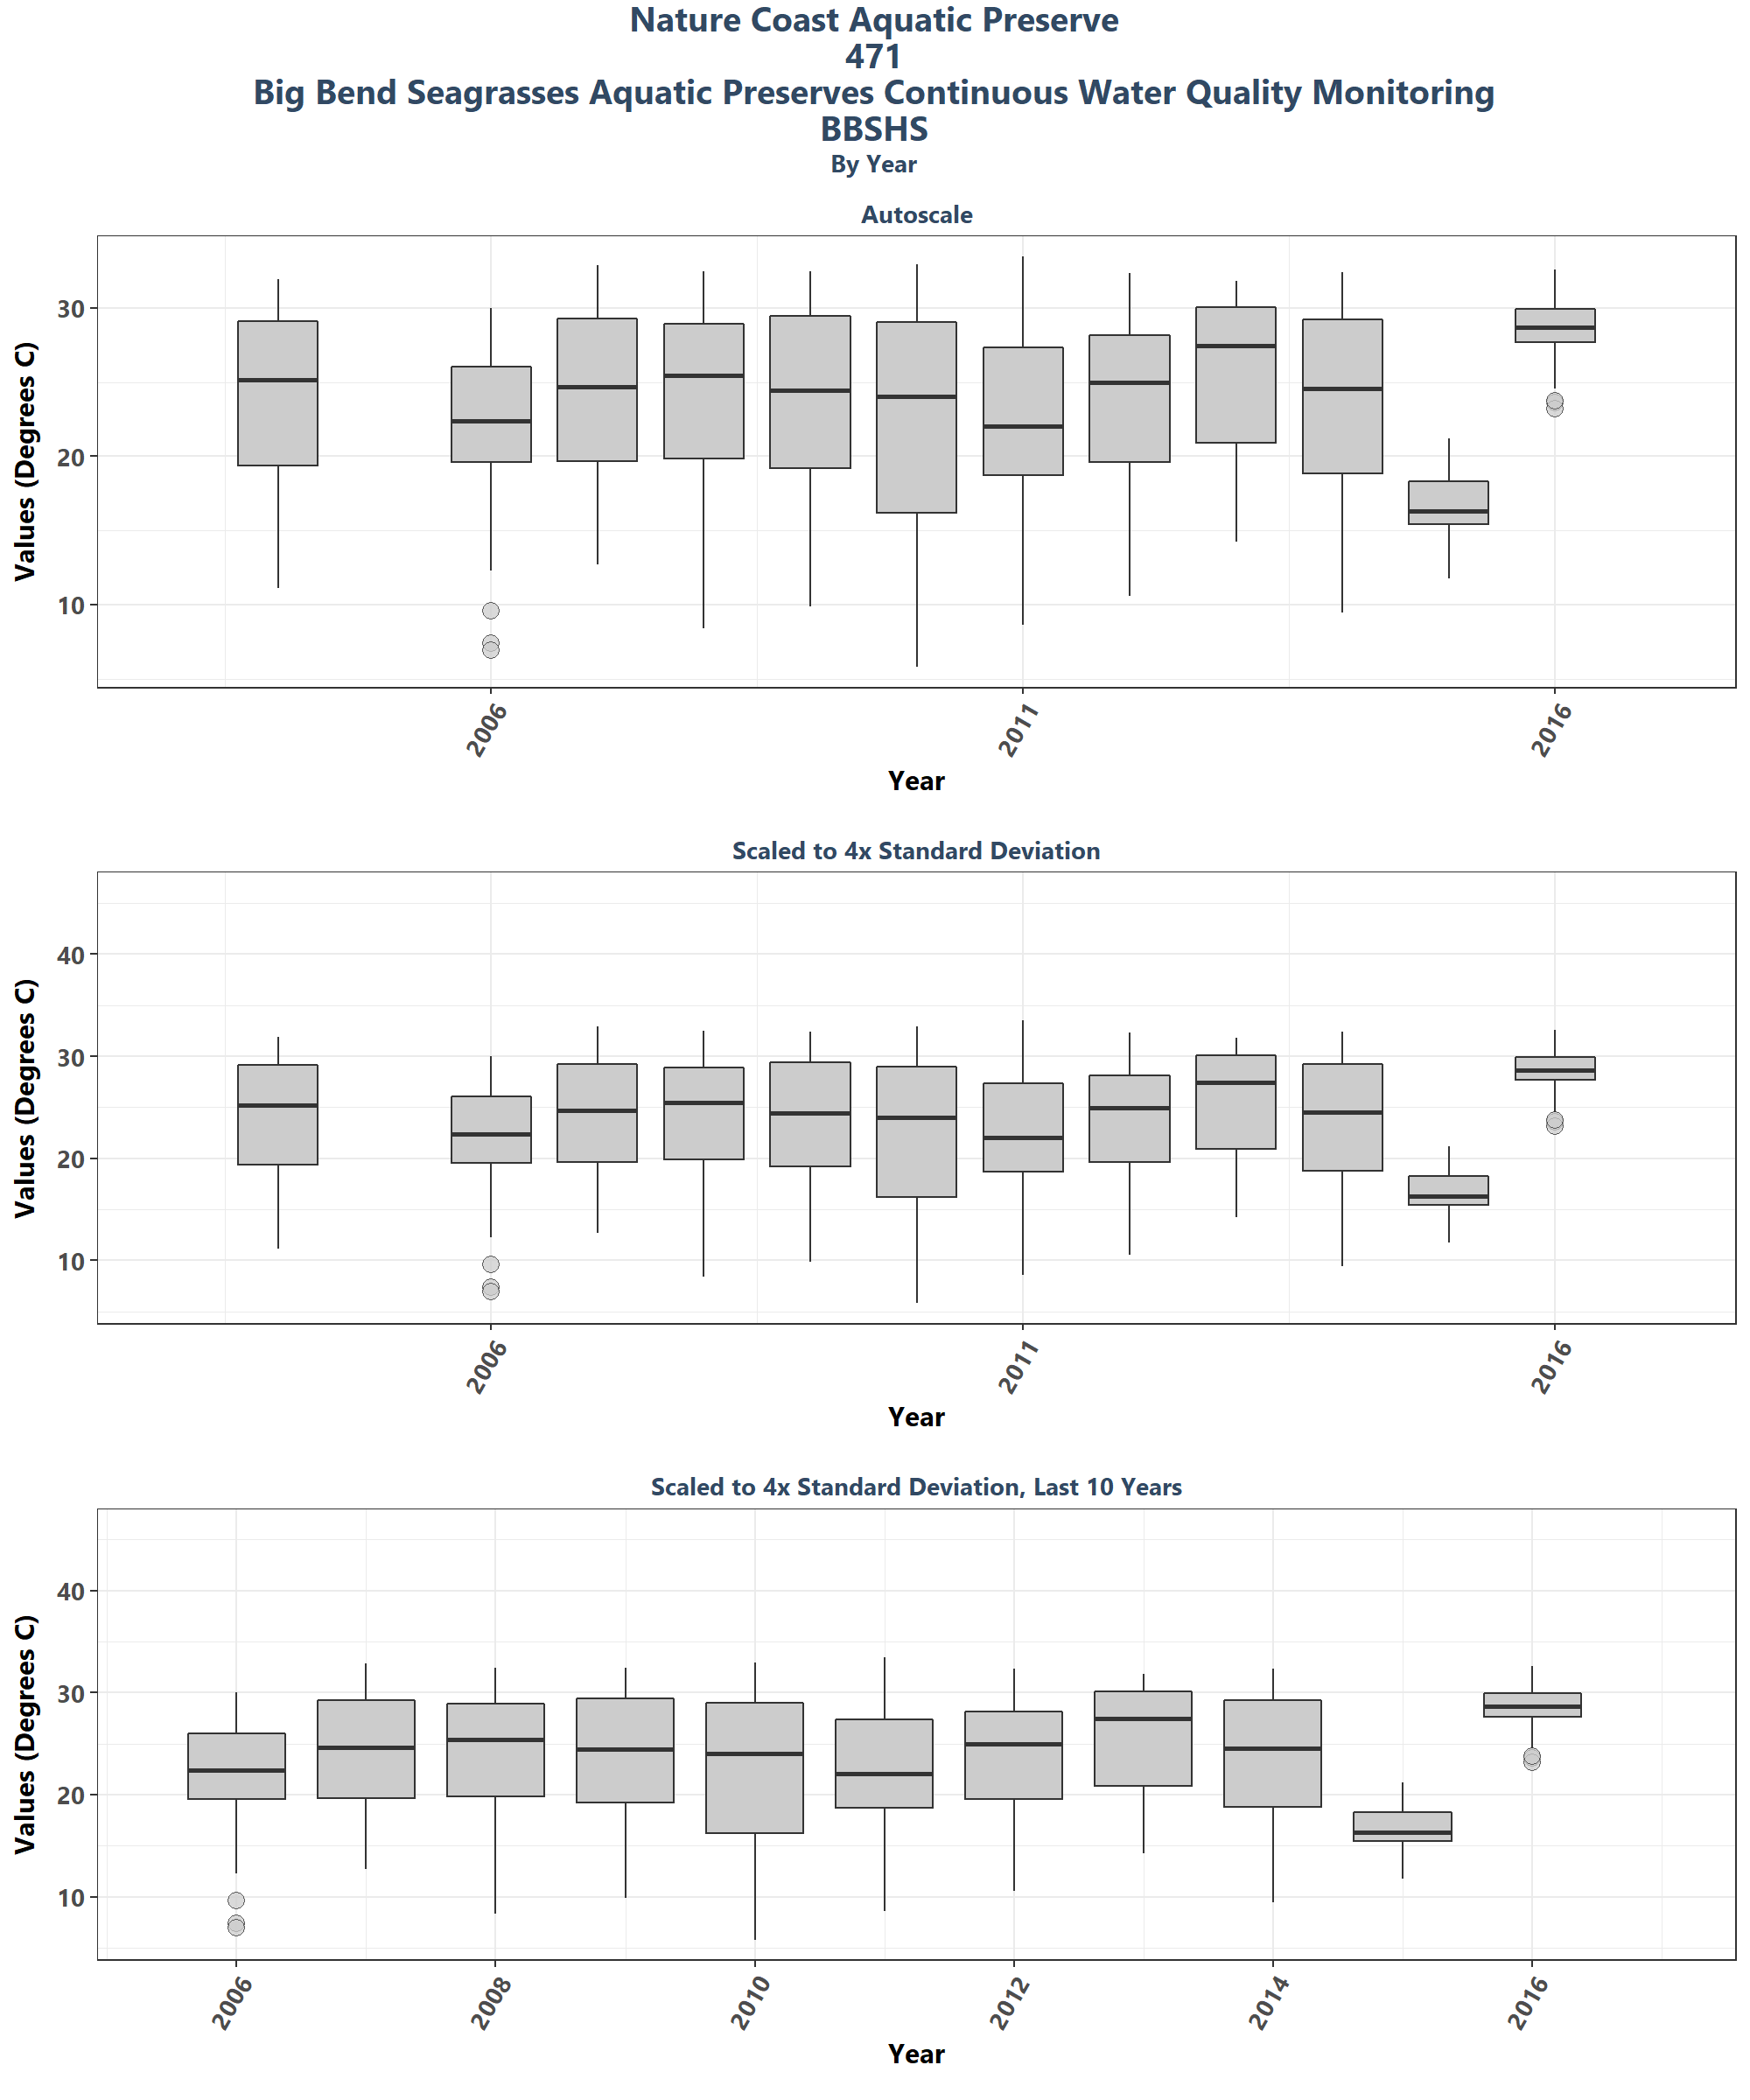 Nature Coast Aquatic Preserve
471
Big Bend Seagrasses Aquatic Preserves Continuous Water Quality Monitoring
BBSHS
By Year
Autoscale
Values (Degrees C)
30
20
10
2006
2011
2016
Year
Scaled to 4x Standard Deviation
Values (Degrees C)
40
30
20
10
2006
2011
2016
Year
Scaled to 4x Standard Deviation, Last 10 Years
Values (Degrees C)
40
30
20
10
2006
2008
2010
2012
2014
2016
Year